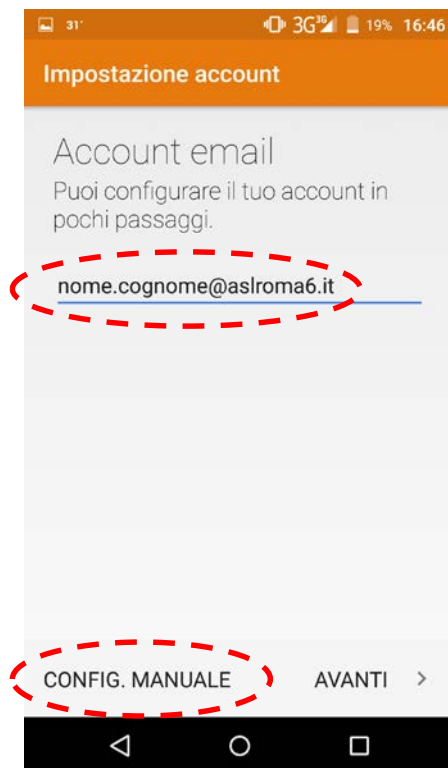 31´ 3G 3G 19% 16:46
Impostazione account
Account email
Puoi configurare il tuo account in
pochi passaggi.
nome.cognome@aslroma6.it
CONFIG. MANUALE AVANTI >